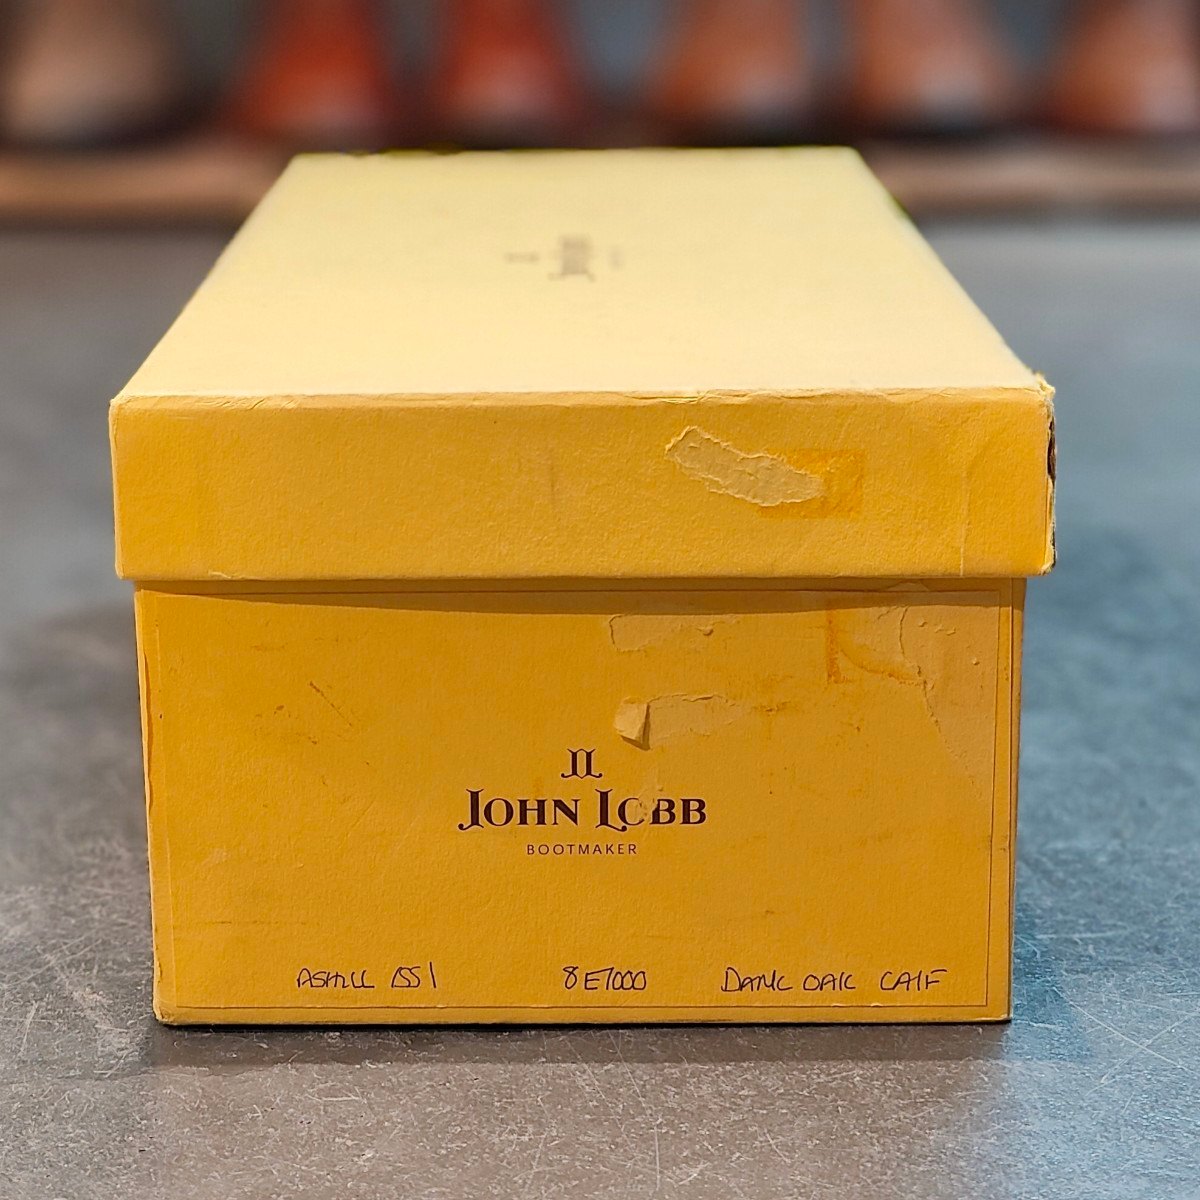 JL
JOHN LOBB
BOOTMAKER
ASHILL 1551 8E7000 DARK OAK CALF